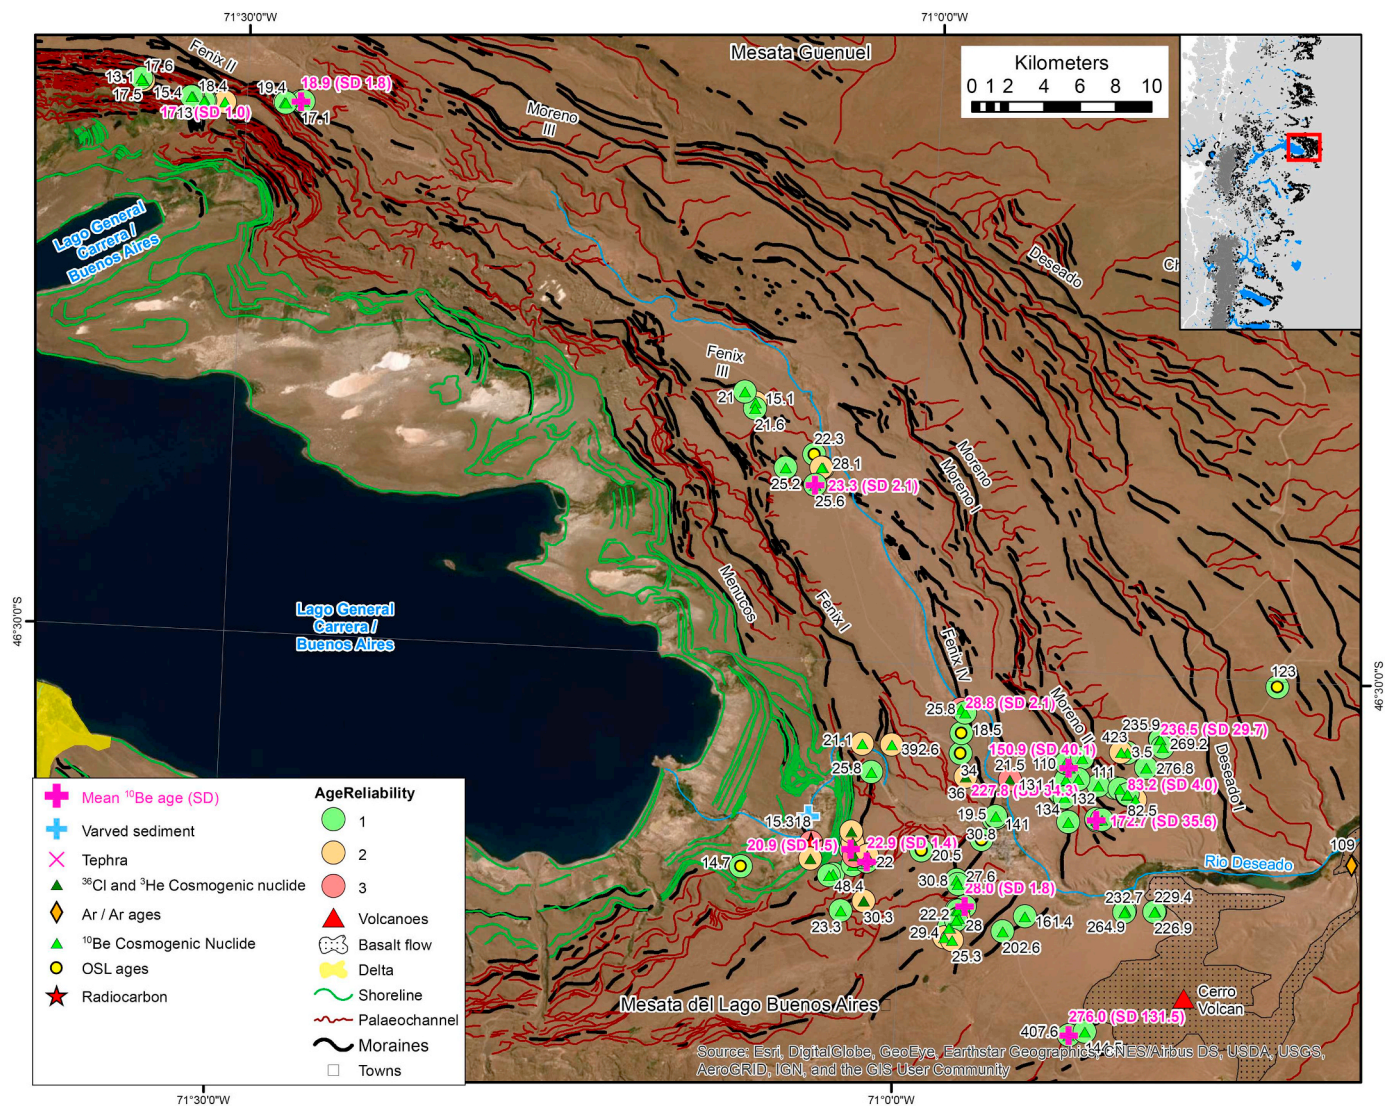 71°30'0"W
71°0'0"W
Mesata Guenuel
Kilometers
0 1 2 4 6 8 10
Fenix II
13.1
17.6
17.5
15.4
18.4
19.4
18.9 (SD 1.8)
17.1
(SD 1.0)
Moreno
III
Lago General
Carrera /
Buenos Aires
Deseado
Fenix
III
21
15.1
21.6
22.3
28.1
25.2
23.3 (SD 2.1)
25.6
Moreno
Moreno I
Menucos
Fenix I
Fenix IV
Lago General
Carrera /
Buenos Aires
46°30'0"S
46°30'0"S
123
Moreno II
Deseado I
25.8
28.8 (SD 2.1)
18.5
21.1
392.6
25.8
34
36
21.5
150.9 (SD 40.1)
110
111
227.8
131
132
134
235.9
236.5 (SD 29.7)
423
269.2
276.8
83.2 (SD 4.0)
82.5
172.7 (SD 35.6)
19.5
141
30.8
15.318
20.9 (SD 1.5)
22.9 (SD 1.4)
22
20.5
14.7
48.4
30.3
23.3
30.8
27.6
28.0 (SD 1.8)
22.2
28
29.4
25.3
161.4
202.6
109
Rio Deseado
232.7
229.4
264.9
226.9
Mesata del Lago Buenos Aires
Cerro
Volcan
276.0 (SD 131.5)
407.6
Mean ¹⁰Be age (SD)
Varved sediment
Tephra
³⁶Cl and ³He Cosmogenic nuclide
Ar / Ar ages
¹⁰Be Cosmogenic Nuclide
OSL ages
Radiocarbon
AgeReliability
1
2
3
Volcanoes
Basalt flow
Delta
Shoreline
Palaeochannel
Moraines
Towns
Source: Esri, DigitalGlobe, GeoEye, Earthstar Geographics, CNES/Airbus DS, USDA, USGS,
AeroGRID, IGN, and the GIS User Community
71°30'0"W
71°0'0"W